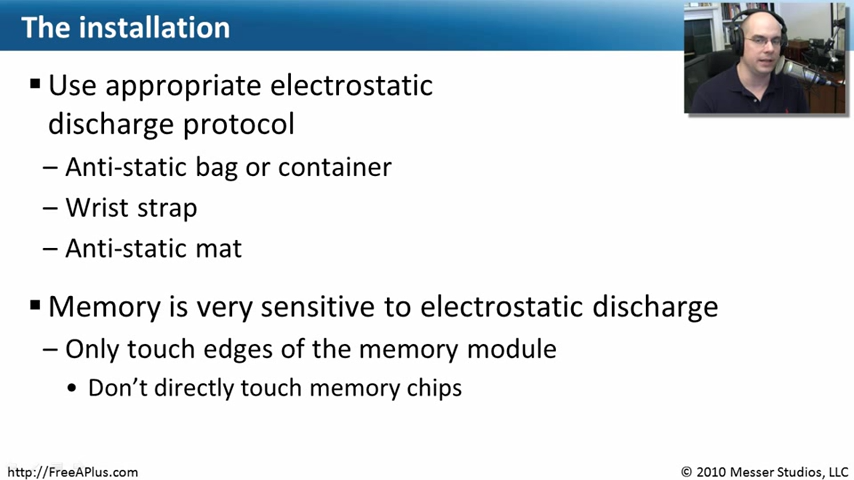 The installation
▪ Use appropriate electrostatic
discharge protocol
– Anti-static bag or container
– Wrist strap
– Anti-static mat
▪ Memory is very sensitive to electrostatic discharge
– Only touch edges of the memory module
• Don’t directly touch memory chips
http://FreeAPlus.com
© 2010 Messer Studios, LLC